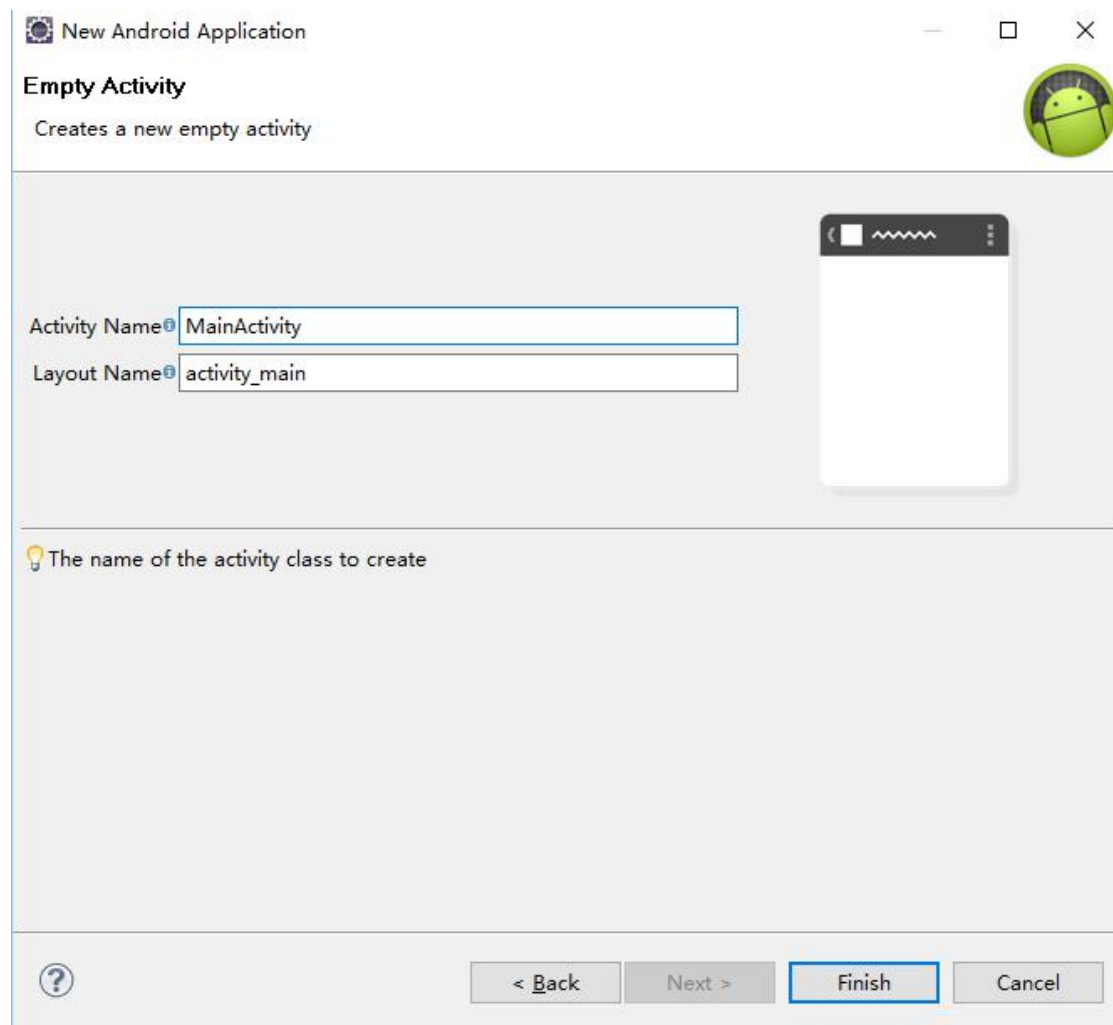 New Android Application
Empty Activity
Creates a new empty activity
Activity Name MainActivity
Layout Name activity_main
The name of the activity class to create
< Back Next > Finish Cancel